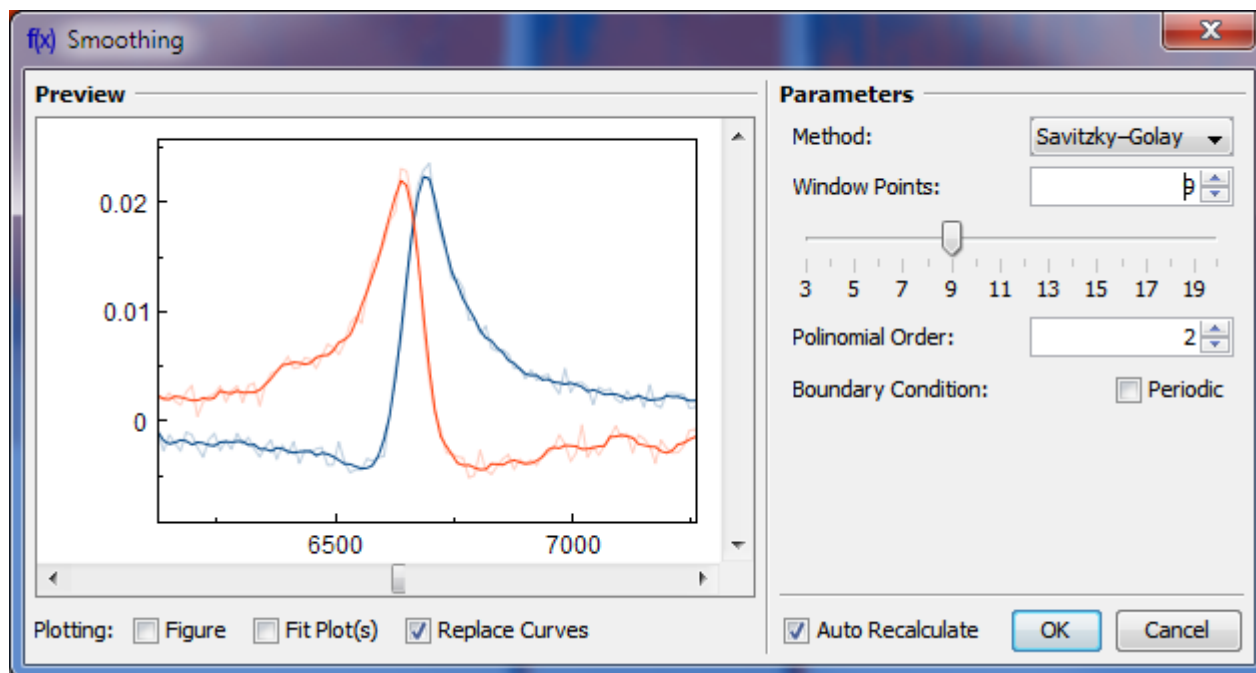 f(x) Smoothing
Preview
0.02
0.01
0
6500 7000
Plotting: Figure Fit Plot(s) Replace Curves
Parameters
Method: Savitzky–Golay
Window Points: 9
3 5 7 9 11 13 15 17 19
Polinomial Order: 2
Boundary Condition: Periodic
Auto Recalculate OK Cancel